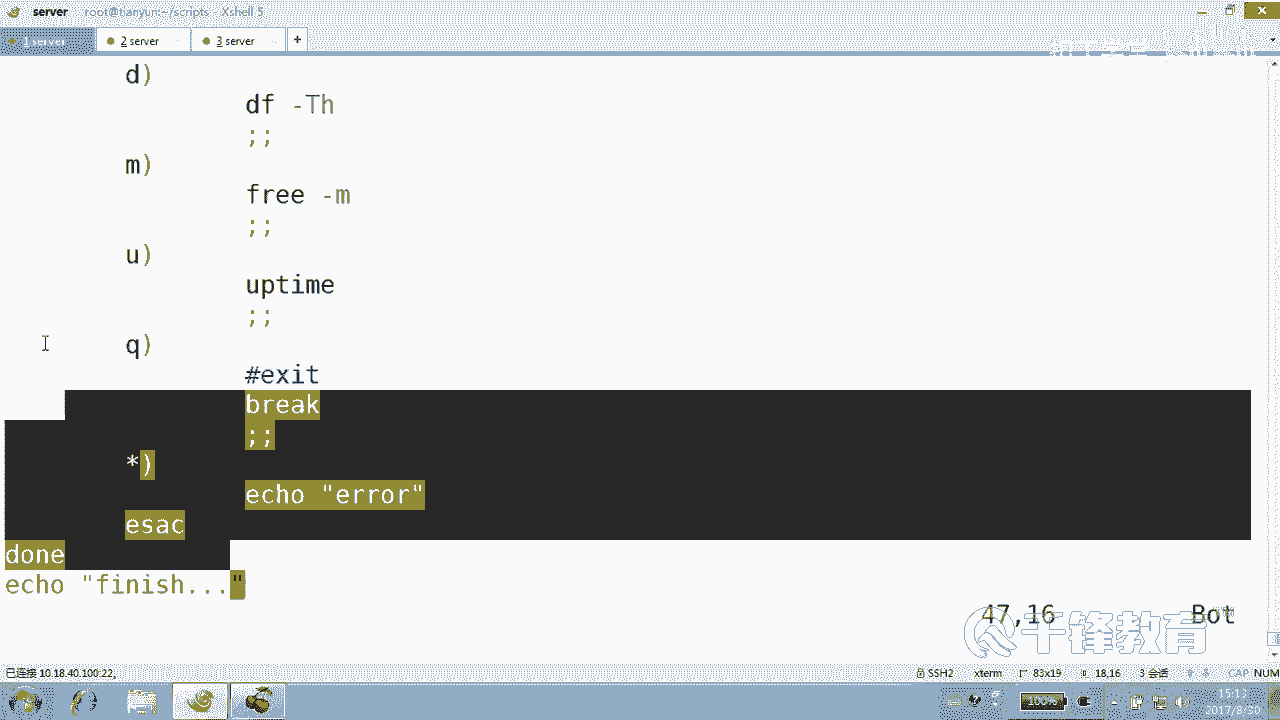 server root@tianyun:~/scripts - Xshell 5
1 server 2 server 3 server +
d)
df -Th
;;
m)
free -m
;;
u)
uptime
;;
q)
#exit
break
;;
*)
echo "error"
esac
done
echo "finish..."
47,16 Bot
千锋教育
已连接 10.18.40.100:22。 SSH2 xterm 83x19 18,16 3 会话 CAP NUM
100% 15:13
2017/8/30